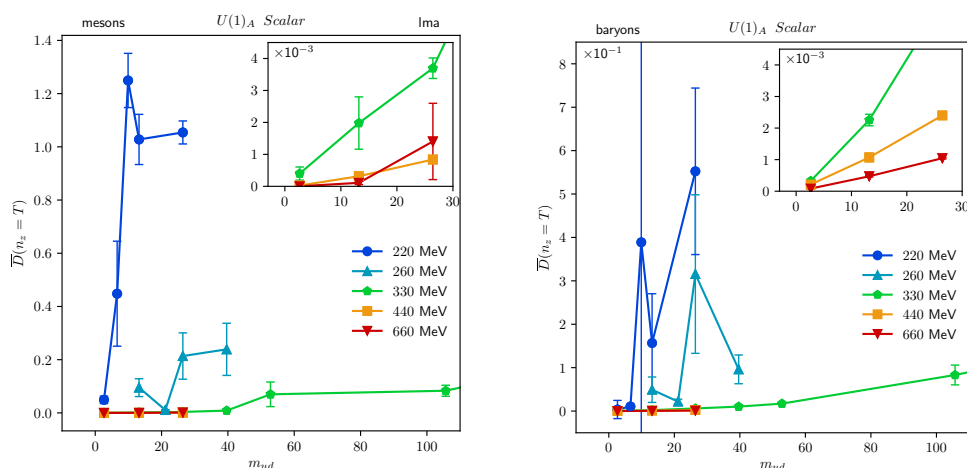 mesons U(1)_A Scalar lma
×10⁻³
4
3
2
1
0
0 10 20 30
1.4
1.2
1.0
0.8
0.6
0.4
0.2
0.0
D̅(n_z = T)
220 MeV
260 MeV
330 MeV
440 MeV
660 MeV
0 20 40 60 80 100
m_ud
baryons U(1)_A Scalar
×10⁻¹
×10⁻³
4
3
2
1
0
0 10 20 30
8
7
6
5
4
3
2
1
0
D̅(n_z = T)
220 MeV
260 MeV
330 MeV
440 MeV
660 MeV
0 20 40 60 80 100
m_ud